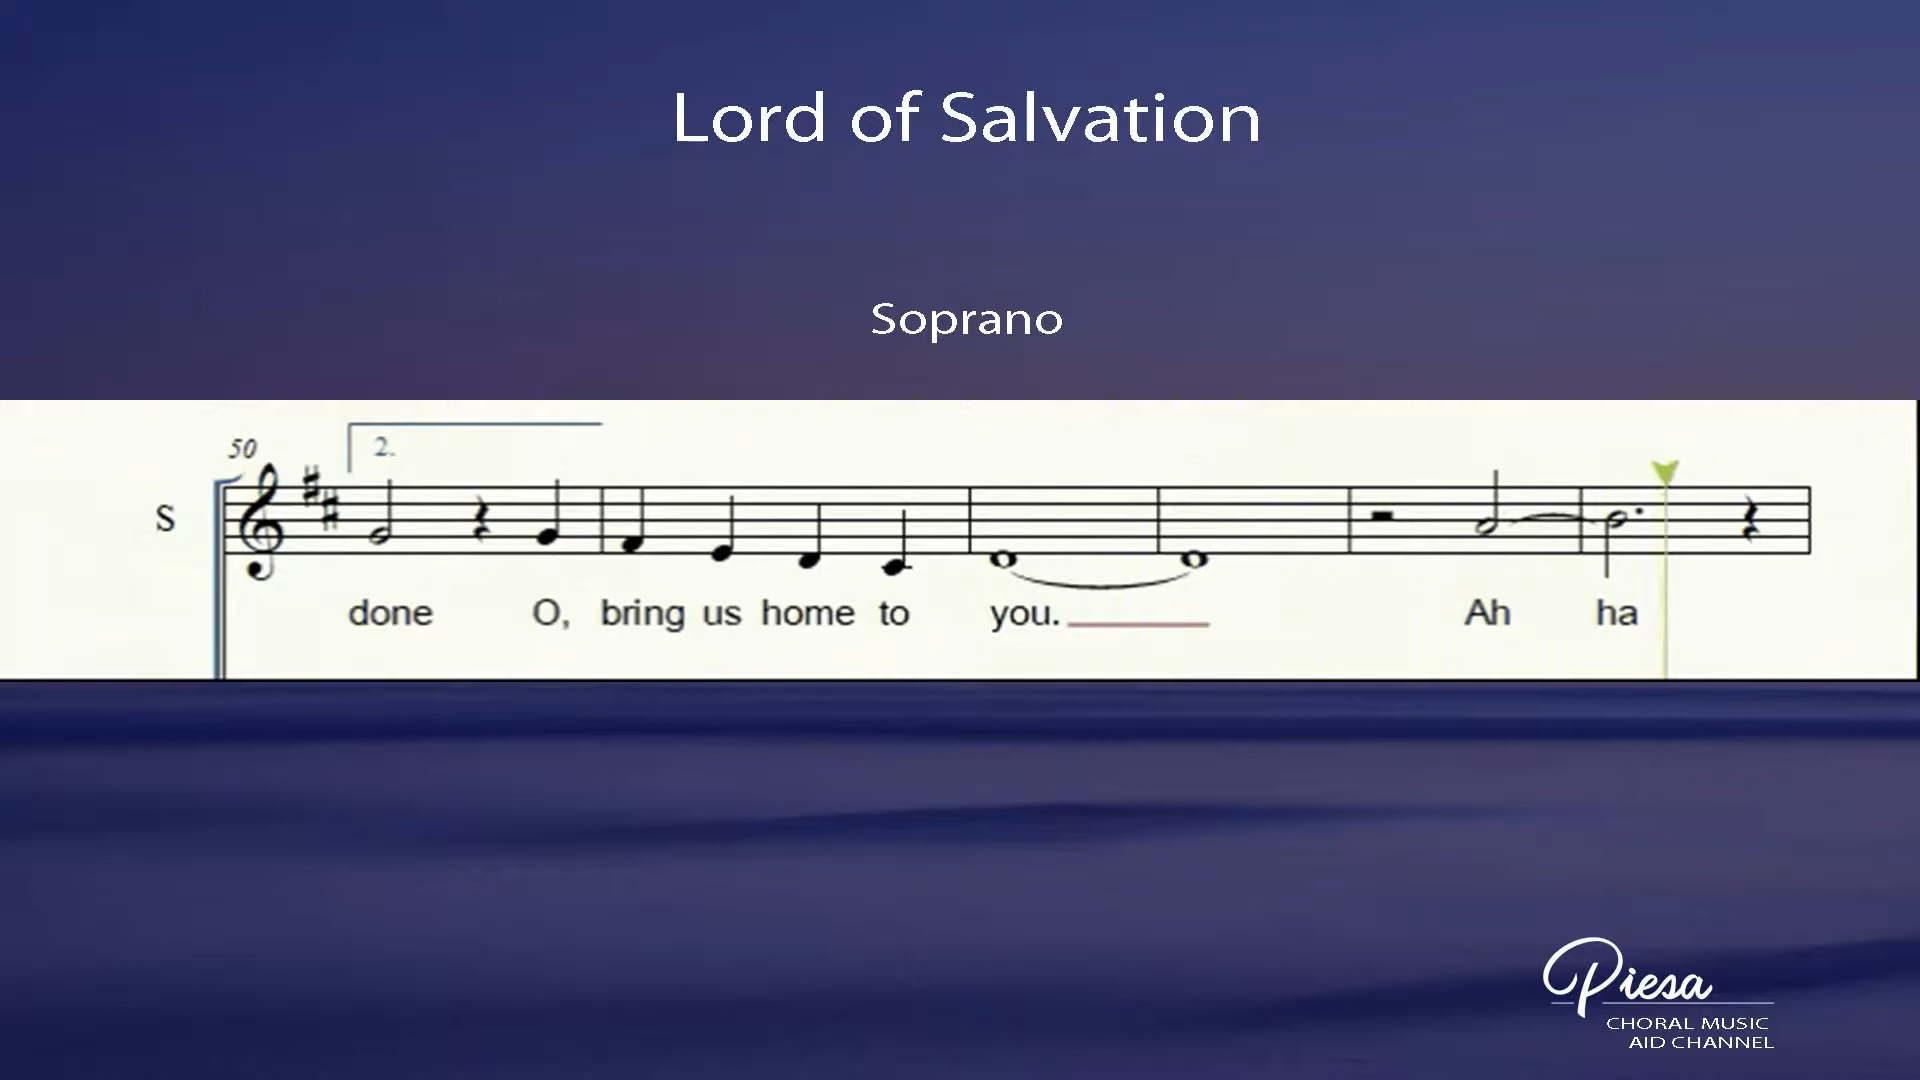 Lord of Salvation
Soprano
50
2.
S
done O, bring us home to you. Ah ha
Piesa
CHORAL MUSIC
AID CHANNEL